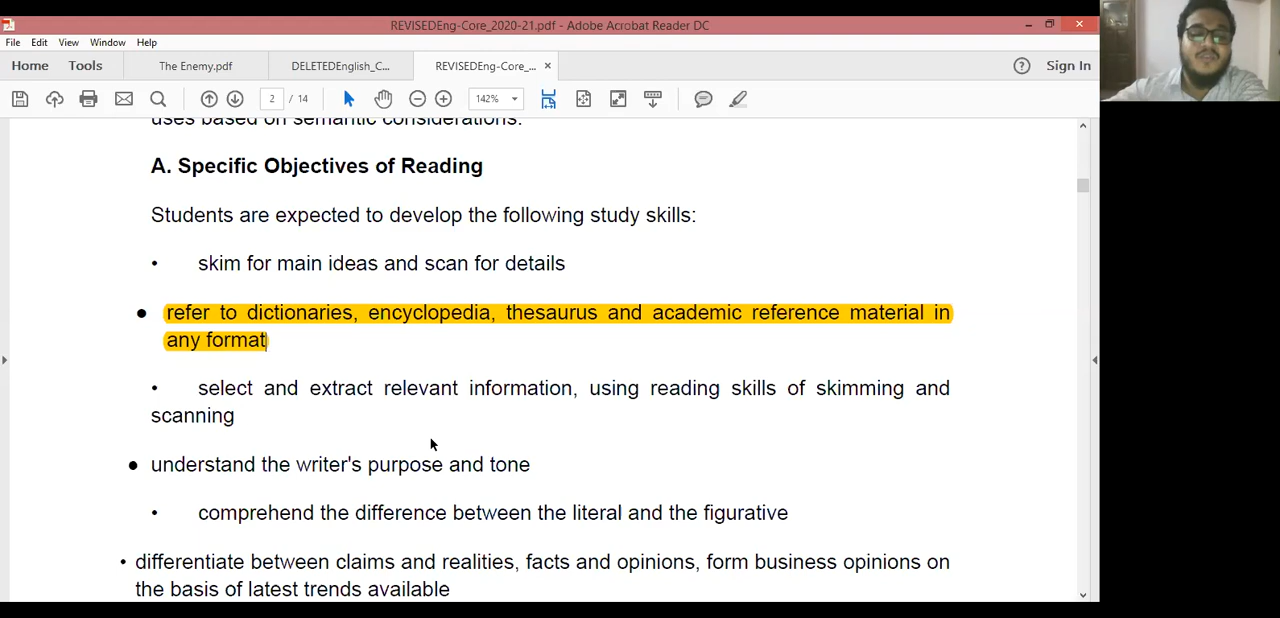 REVISEDEng-Core_2020-21.pdf - Adobe Acrobat Reader DC
File Edit View Window Help
Home Tools The Enemy.pdf DELETEDEnglish_C... REVISEDEng-Core_... × Sign In
2 / 14 142%
uses based on semantic considerations.
A. Specific Objectives of Reading
Students are expected to develop the following study skills:
• skim for main ideas and scan for details
● refer to dictionaries, encyclopedia, thesaurus and academic reference material in
any format
• select and extract relevant information, using reading skills of skimming and
scanning
● understand the writer's purpose and tone
• comprehend the difference between the literal and the figurative
• differentiate between claims and realities, facts and opinions, form business opinions on
the basis of latest trends available